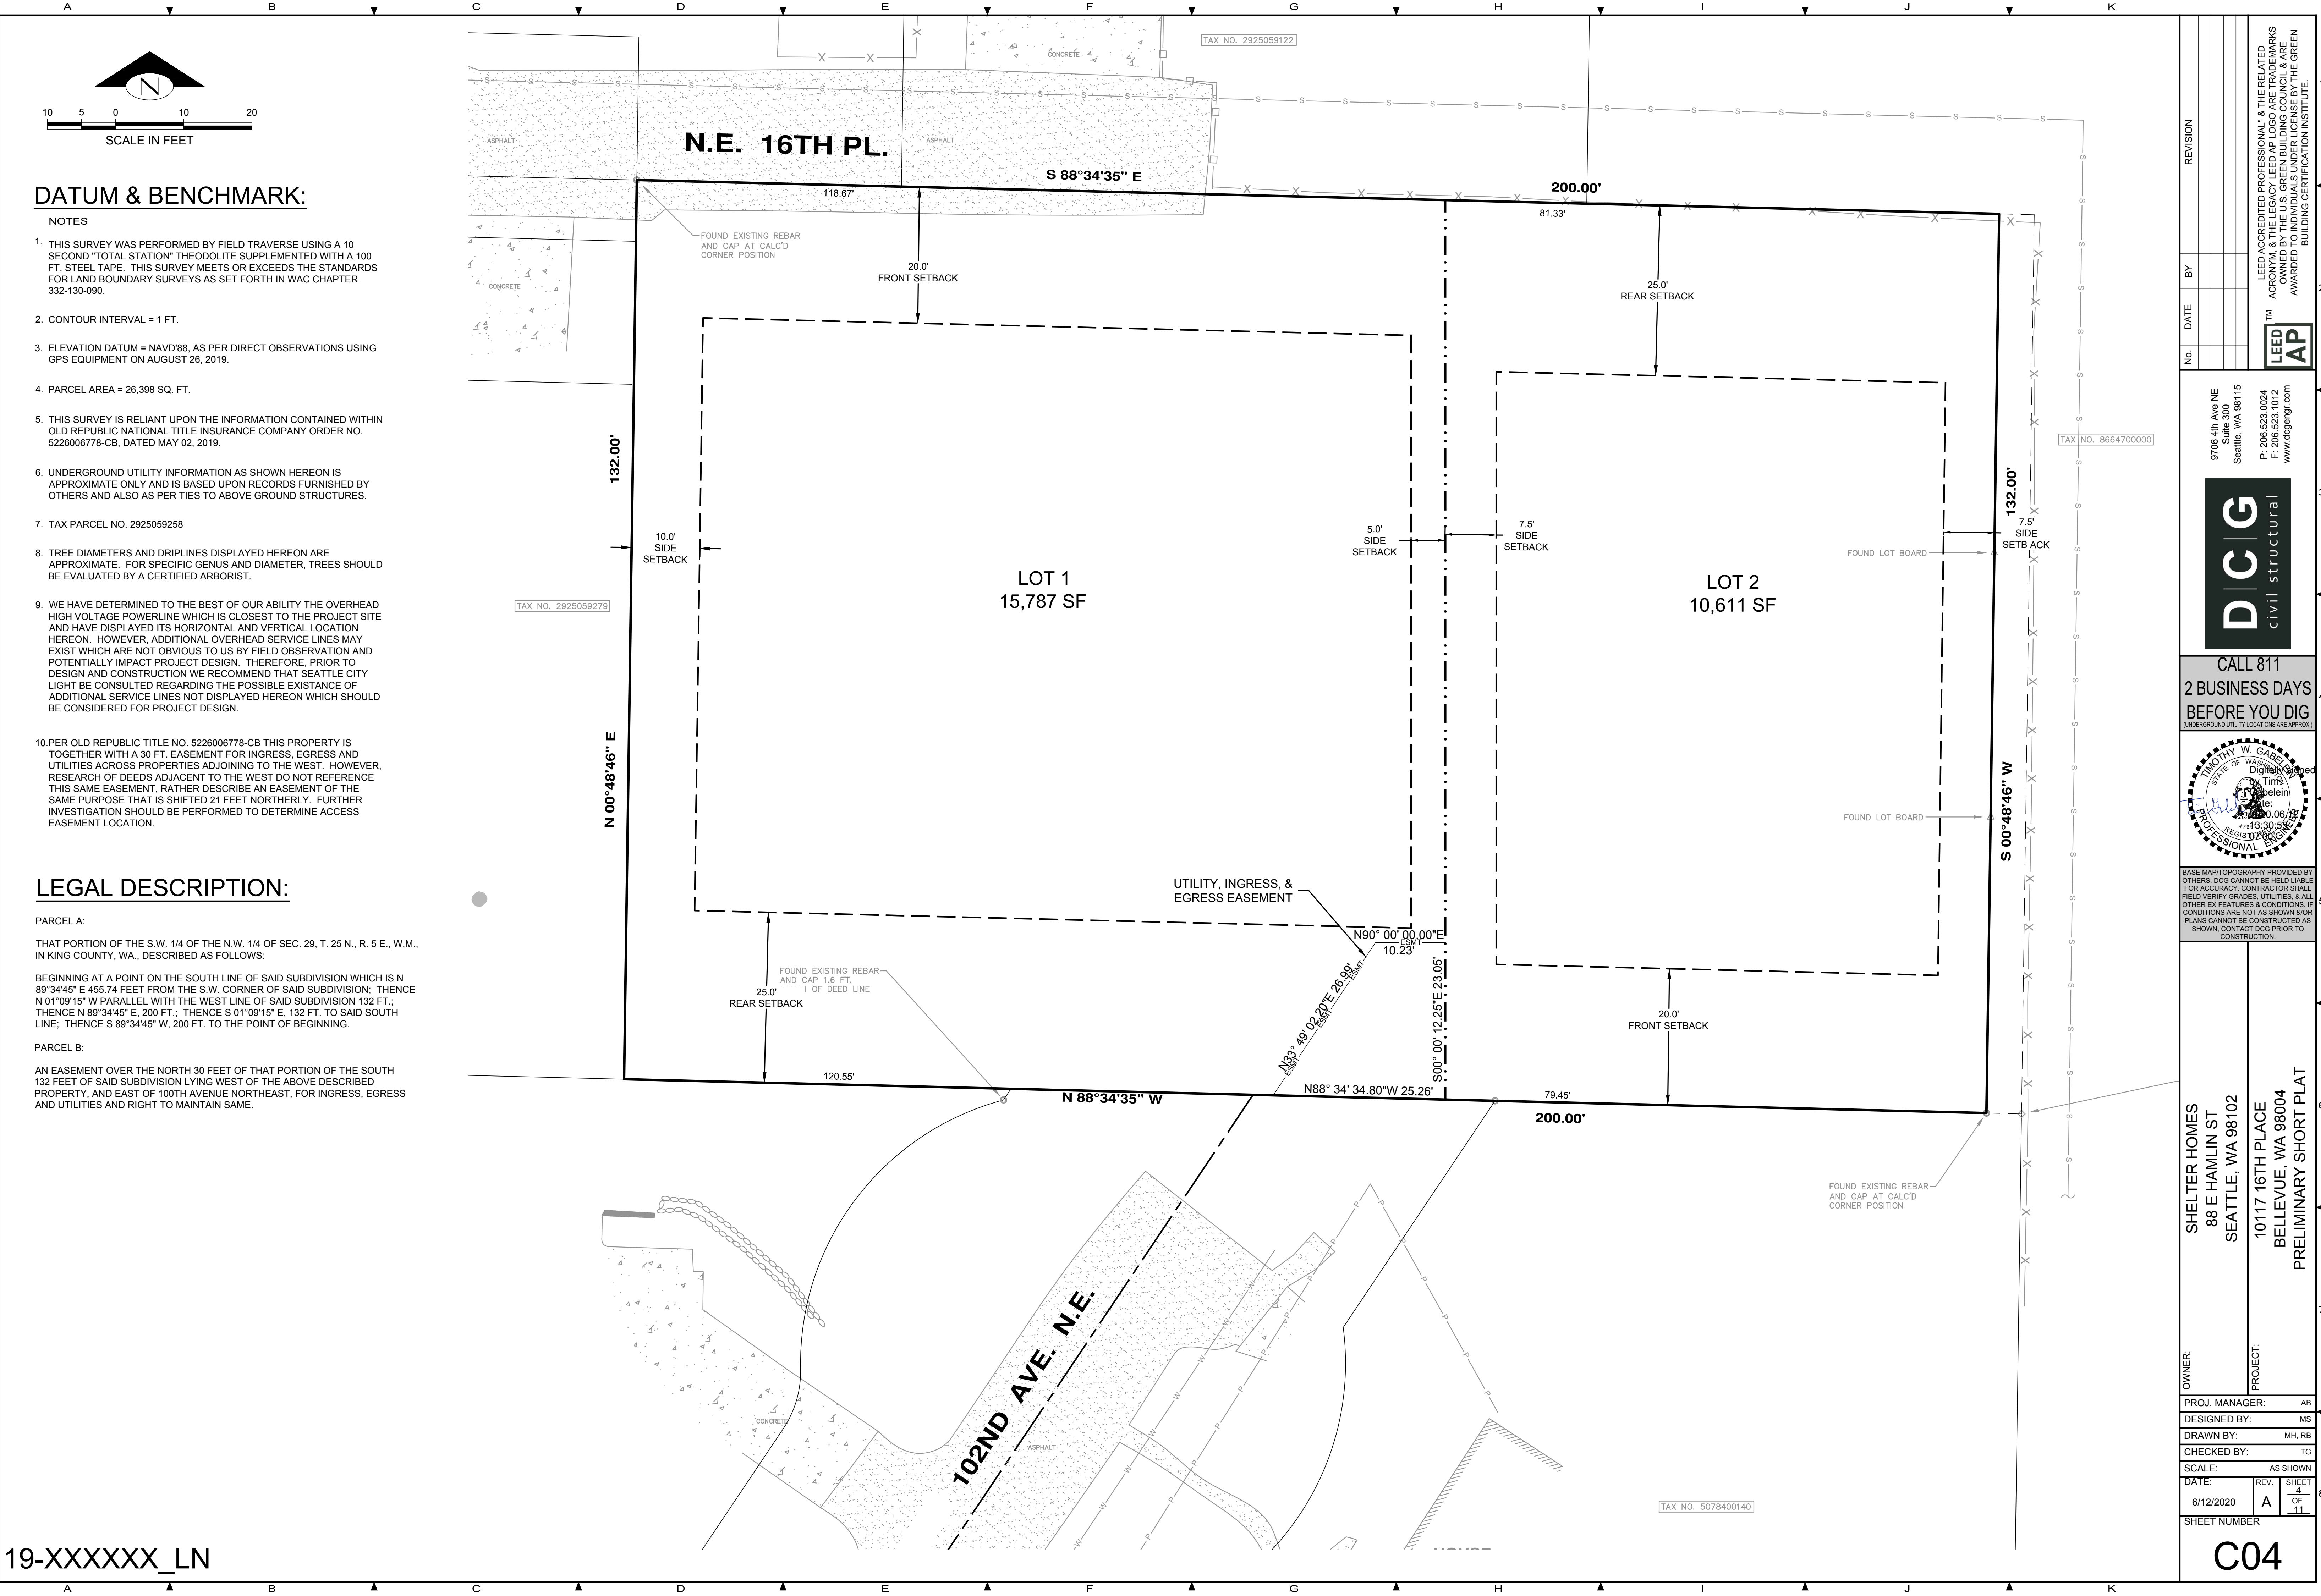 A B C D E F G H I J K
N
10 5 0 10 20
SCALE IN FEET
DATUM & BENCHMARK:
NOTES
1. THIS SURVEY WAS PERFORMED BY FIELD TRAVERSE USING A 10
SECOND "TOTAL STATION" THEODOLITE SUPPLEMENTED WITH A 100
FT. STEEL TAPE. THIS SURVEY MEETS OR EXCEEDS THE STANDARDS
FOR LAND BOUNDARY SURVEYS AS SET FORTH IN WAC CHAPTER
332-130-090.
2. CONTOUR INTERVAL = 1 FT.
3. ELEVATION DATUM = NAVD'88, AS PER DIRECT OBSERVATIONS USING
GPS EQUIPMENT ON AUGUST 26, 2019.
4. PARCEL AREA = 26,398 SQ. FT.
5. THIS SURVEY IS RELIANT UPON THE INFORMATION CONTAINED WITHIN
OLD REPUBLIC NATIONAL TITLE INSURANCE COMPANY ORDER NO.
5226006778-CB, DATED MAY 02, 2019.
6. UNDERGROUND UTILITY INFORMATION AS SHOWN HEREON IS
APPROXIMATE ONLY AND IS BASED UPON RECORDS FURNISHED BY
OTHERS AND ALSO AS PER TIES TO ABOVE GROUND STRUCTURES.
7. TAX PARCEL NO. 2925059258
8. TREE DIAMETERS AND DRIPLINES DISPLAYED HEREON ARE
APPROXIMATE. FOR SPECIFIC GENUS AND DIAMETER, TREES SHOULD
BE EVALUATED BY A CERTIFIED ARBORIST.
9. WE HAVE DETERMINED TO THE BEST OF OUR ABILITY THE OVERHEAD
HIGH VOLTAGE POWERLINE WHICH IS CLOSEST TO THE PROJECT SITE
AND HAVE DISPLAYED ITS HORIZONTAL AND VERTICAL LOCATION
HEREON. HOWEVER, ADDITIONAL OVERHEAD SERVICE LINES MAY
EXIST WHICH ARE NOT OBVIOUS TO US BY FIELD OBSERVATION AND
POTENTIALLY IMPACT PROJECT DESIGN. THEREFORE, PRIOR TO
DESIGN AND CONSTRUCTION WE RECOMMEND THAT SEATTLE CITY
LIGHT BE CONSULTED REGARDING THE POSSIBLE EXISTANCE OF
ADDITIONAL SERVICE LINES NOT DISPLAYED HEREON WHICH SHOULD
BE CONSIDERED FOR PROJECT DESIGN.
10.PER OLD REPUBLIC TITLE NO. 5226006778-CB THIS PROPERTY IS
TOGETHER WITH A 30 FT. EASEMENT FOR INGRESS, EGRESS AND
UTILITIES ACROSS PROPERTIES ADJOINING TO THE WEST. HOWEVER,
RESEARCH OF DEEDS ADJACENT TO THE WEST DO NOT REFERENCE
THIS SAME EASEMENT, RATHER DESCRIBE AN EASEMENT OF THE
SAME PURPOSE THAT IS SHIFTED 21 FEET NORTHERLY. FURTHER
INVESTIGATION SHOULD BE PERFORMED TO DETERMINE ACCESS
EASEMENT LOCATION.
LEGAL DESCRIPTION:
PARCEL A:
THAT PORTION OF THE S.W. 1/4 OF THE N.W. 1/4 OF SEC. 29, T. 25 N., R. 5 E., W.M.,
IN KING COUNTY, WA., DESCRIBED AS FOLLOWS:
BEGINNING AT A POINT ON THE SOUTH LINE OF SAID SUBDIVISION WHICH IS N
89°34'45" E 455.74 FEET FROM THE S.W. CORNER OF SAID SUBDIVISION; THENCE
N 01°09'15" W PARALLEL WITH THE WEST LINE OF SAID SUBDIVISION 132 FT.;
THENCE N 89°34'45" E, 200 FT.; THENCE S 01°09'15" E, 132 FT. TO SAID SOUTH
LINE; THENCE S 89°34'45" W, 200 FT. TO THE POINT OF BEGINNING.
PARCEL B:
AN EASEMENT OVER THE NORTH 30 FEET OF THAT PORTION OF THE SOUTH
132 FEET OF SAID SUBDIVISION LYING WEST OF THE ABOVE DESCRIBED
PROPERTY, AND EAST OF 100TH AVENUE NORTHEAST, FOR INGRESS, EGRESS
AND UTILITIES AND RIGHT TO MAINTAIN SAME.
19-XXXXXX_LN
TAX NO. 2925059122
CONCRETE
ASPHALT
ASPHALT
N.E. 16TH PL.
S 88°34'35" E
200.00'
118.67'
81.33'
FOUND EXISTING REBAR
AND CAP AT CALC'D
CORNER POSITION
CONCRETE
20.0'
FRONT SETBACK
25.0'
REAR SETBACK
TAX NO. 8664700000
132.00'
132.00'
10.0'
SIDE
SETBACK
5.0'
SIDE
SETBACK
7.5'
SIDE
SETBACK
7.5'
SIDE
SETB ACK
FOUND LOT BOARD
LOT 1
15,787 SF
LOT 2
10,611 SF
TAX NO. 2925059279
N 00°48'46" E
S 00°48'46" W
FOUND LOT BOARD
UTILITY, INGRESS, &
EGRESS EASEMENT
N90° 00' 00.00"E
ESMT
10.23'
N33° 49' 02.20"E 26.99'
ESMT
ESMT
ESMT
S00° 00' 12.25"E 23.05'
N88° 34' 34.80"W 25.26'
FOUND EXISTING REBAR
AND CAP 1.6 FT.
OF DEED LINE
25.0'
REAR SETBACK
20.0'
FRONT SETBACK
120.55'
79.45'
N 88°34'35" W
200.00'
FOUND EXISTING REBAR
AND CAP AT CALC'D
CORNER POSITION
102ND AVE. N.E.
CONCRETE
ASPHALT
TAX NO. 5078400140
No. DATE BY REVISION
LEED ACCREDITED PROFESSIONAL" & THE RELATED
ACRONYM, & THE LEGACY LEED AP LOGO ARE TRADEMARKS
OWNED BY THE U.S. GREEN BUILDING COUNCIL & ARE
AWARDED TO INDIVIDUALS UNDER LICENSE BY THE GREEN
BUILDING CERTIFICATION INSTITUTE.
LEED
AP
TM
9706 4th Ave NE
Suite 300
Seattle, WA 98115
P: 206.523.0024
F: 206.523.1012
www.dcgengr.com
D|C|G
civil structural
CALL 811
2 BUSINESS DAYS
BEFORE YOU DIG
(UNDERGROUND UTILITY LOCATIONS ARE APPROX.)
TIMOTHY W. GABELEIN
STATE OF WASHINGTON
PROFESSIONAL ENGINEER
Digitally signed
by Tim
Gabelein
BASE MAP/TOPOGRAPHY PROVIDED BY
OTHERS. DCG CANNOT BE HELD LIABLE
FOR ACCURACY. CONTRACTOR SHALL
FIELD VERIFY GRADES, UTILITIES, & ALL
OTHER EX FEATURES & CONDITIONS. IF
CONDITIONS ARE NOT AS SHOWN &/OR
PLANS CANNOT BE CONSTRUCTED AS
SHOWN, CONTACT DCG PRIOR TO
CONSTRUCTION.
OWNER:
SHELTER HOMES
88 E HAMLIN ST
SEATTLE, WA 98102
PROJECT:
10117 16TH PLACE
BELLEVUE, WA 98004
PRELIMINARY SHORT PLAT
PROJ. MANAGER: AB
DESIGNED BY: MS
DRAWN BY: MH, RB
CHECKED BY: TG
SCALE: AS SHOWN
DATE: 6/12/2020
REV. A
SHEET 4 OF 11
SHEET NUMBER
C04
A B C D E F G H I J K